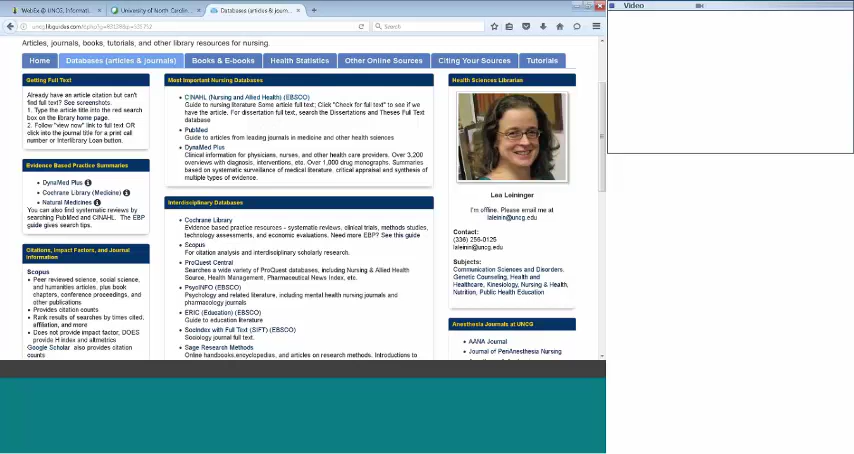 WebEx @ UNCG, Informati...
University of North Carolin...
Databases (articles & journ...
Video
uncg.libguides.com/
Search
Articles, journals, books, tutorials, and other library resources for nursing.
Home
Databases (articles & journals)
Books & E-books
Health Statistics
Other Online Sources
Citing Your Sources
Tutorials
Getting Full Text
Already have an article citation but can't
find full text? See screenshots.
1. Type the article title into the red search
box on the library home page.
2. Follow "view now" link to full text OR
click into the journal title for a print call
number or Interlibrary Loan button.
Evidence Based Practice Summaries
DynaMed Plus
Cochrane Library (Medicine)
Natural Medicines
You can also find systematic reviews by
searching PubMed and CINAHL. The EBP
guide gives search tips.
Citations, Impact Factors, and Journal
Information
Scopus
Peer reviewed science, social science,
and humanities articles, plus book
chapters, conference proceedings, and
other publications
Provides citation counts
Rank results of searches by times cited,
affiliation, and more
Does not provide impact factor, DOES
provide H index and altmetrics
Google Scholar also provides citation
counts
Most Important Nursing Databases
CINAHL (Nursing and Allied Health) (EBSCO)
Guide to nursing literature Some article full text; Click "Check for full text" to see if we
have the article. For dissertation full text, search the Dissertations and Theses Full Text
database
PubMed
Guide to articles from leading journals in medicine and other health sciences
DynaMed Plus
Clinical information for physicians, nurses, and other health care providers. Over 3,200
overviews with diagnosis, interventions, etc. Over 1,000 drug monographs. Summaries
based on systematic surveillance of medical literature, critical appraisal and synthesis of
multiple types of evidence.
Interdisciplinary Databases
Cochrane Library
Evidence based practice resources - systematic reviews, clinical trials, methods studies,
technology assessments, and economic evaluations. Need more EBP? See this guide
Scopus
For citation analysis and interdisciplinary scholarly research.
ProQuest Central
Searches a wide variety of ProQuest databases, including Nursing & Allied Health
Source, Health Management, Pharmaceutical News Index, etc.
PsycINFO (EBSCO)
Psychology and related literature, including mental health nursing journals and
pharmacology journals
ERIC (Education) (EBSCO)
Guide to education literature
SocIndex with Full Text (SIFT) (EBSCO)
Sociology journal full text.
Sage Research Methods
Online handbooks, encyclopedias, and articles on research methods. Introductions to
Health Sciences Librarian
Lea Leininger
I'm offline. Please email me at
laleinin@uncg.edu
Contact:
(336) 256-0125
laleinin@uncg.edu
Subjects:
Communication Sciences and Disorders,
Genetic Counseling, Health and
Healthcare, Kinesiology, Nursing & Health,
Nutrition, Public Health Education
Anesthesia Journals at UNCG
AANA Journal
Journal of PeriAnesthesia Nursing